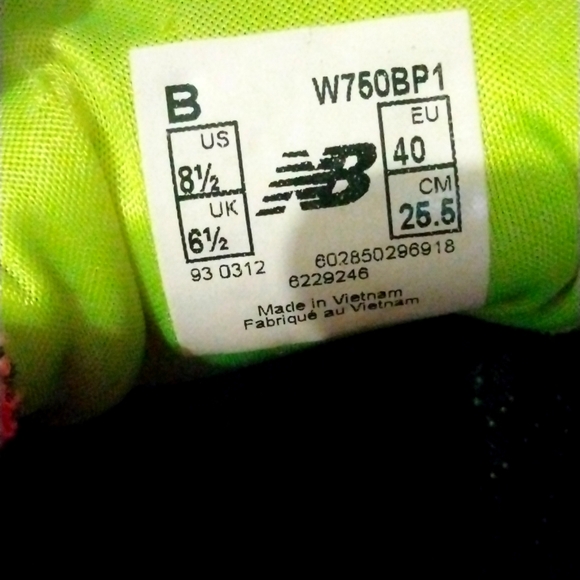 B W750BP1
US 8½ EU 40
UK 6½ CM 25.5
NB
93 0312 602850296918
6229246
Made in Vietnam
Fabriqué au Vietnam